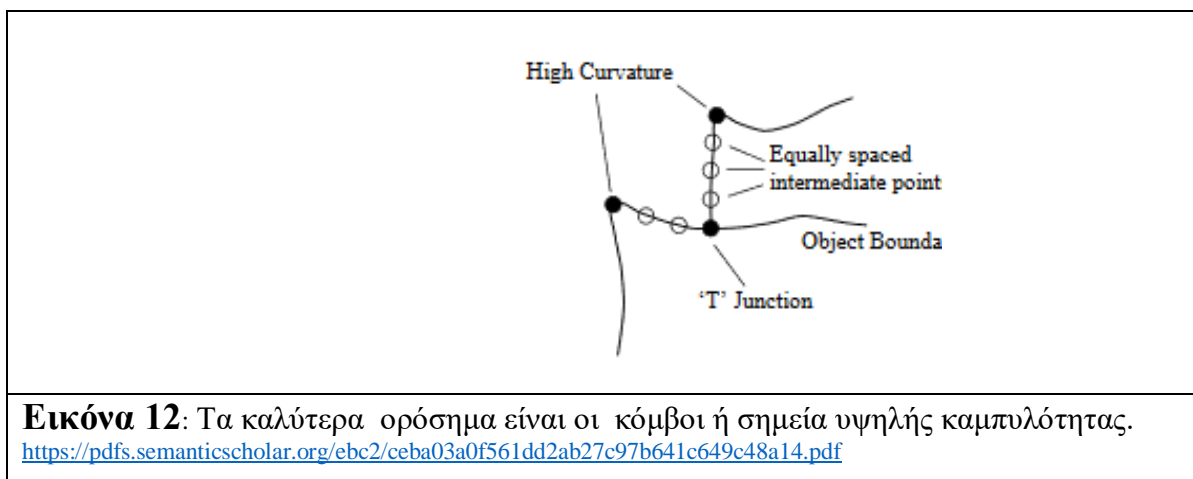 High Curvature
Equally spaced
intermediate point
Object Bounda
‘T’ Junction
Εικόνα 12: Τα καλύτερα ορόσημα είναι οι κόμβοι ή σημεία υψηλής καμπυλότητας.
https://pdfs.semanticscholar.org/ebc2/ceba03a0f561dd2ab27c97b641c649c48a14.pdf